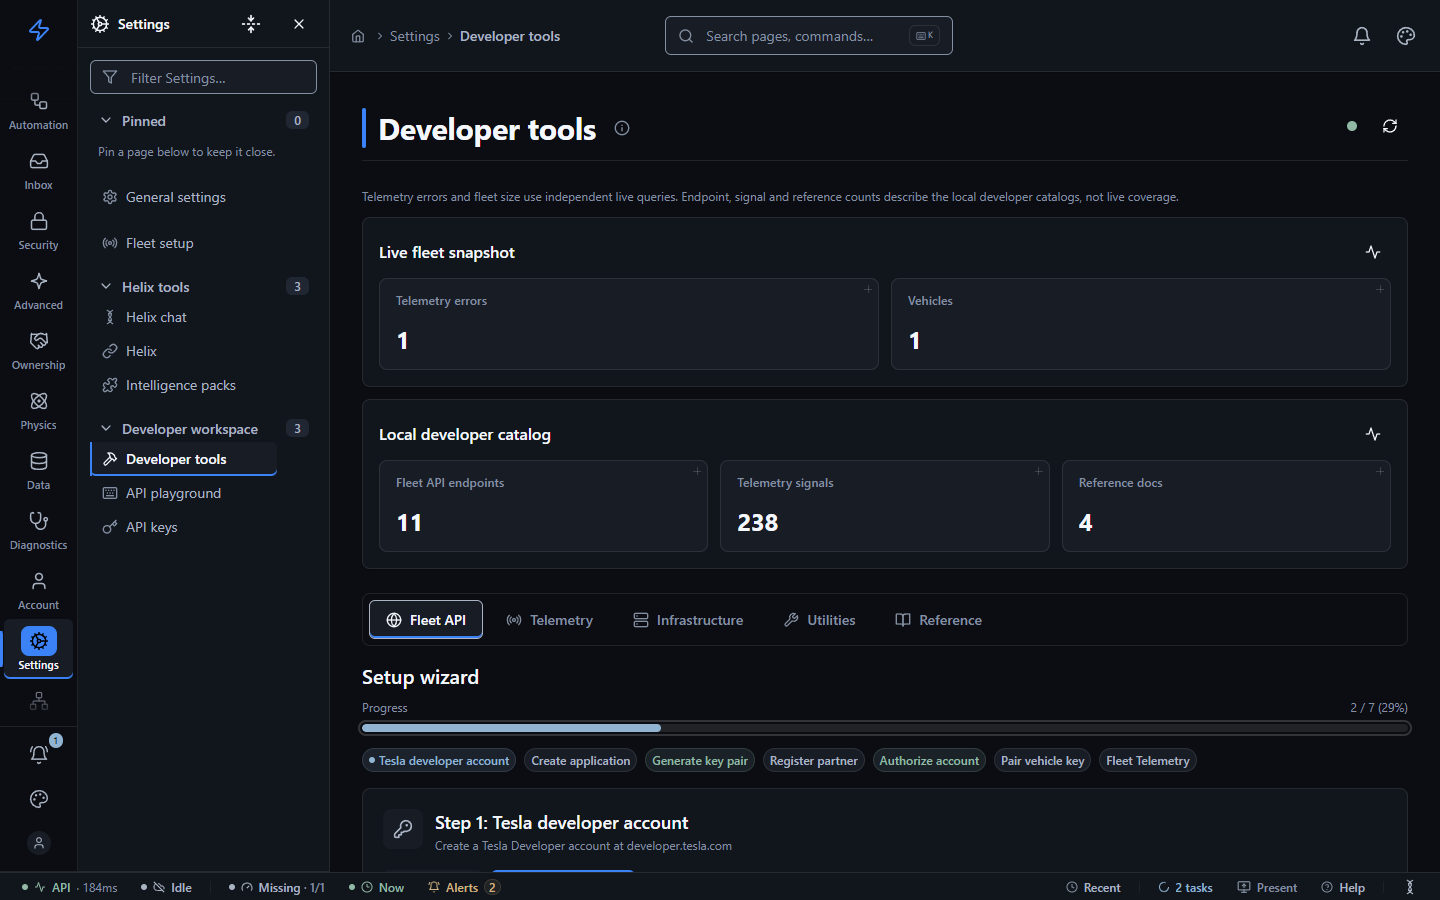 Settings
Settings
Developer tools
Search pages, commands...
K
Filter Settings...
Automation
Inbox
Security
Advanced
Ownership
Physics
Data
Diagnostics
Account
Settings
1
Pinned
0
Pin a page below to keep it close.
General settings
Fleet setup
Helix tools
3
Helix chat
Helix
Intelligence packs
Developer workspace
3
Developer tools
API playground
API keys
Developer tools
Telemetry errors and fleet size use independent live queries. Endpoint, signal and reference counts describe the local developer catalogs, not live coverage.
Live fleet snapshot
Telemetry errors
1
Vehicles
1
Local developer catalog
Fleet API endpoints
11
Telemetry signals
238
Reference docs
4
Fleet API
Telemetry
Infrastructure
Utilities
Reference
Setup wizard
Progress
2 / 7 (29%)
Tesla developer account
Create application
Generate key pair
Register partner
Authorize account
Pair vehicle key
Fleet Telemetry
Step 1: Tesla developer account
Create a Tesla Developer account at developer.tesla.com
API · 184ms
Idle
Missing · 1/1
Now
Alerts 2
Recent
2 tasks
Present
Help